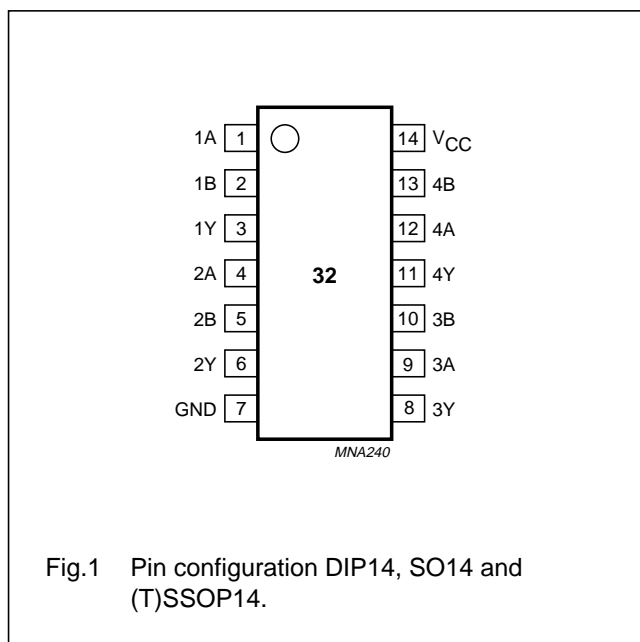 1A 1 14 VCC
1B 2 13 4B
1Y 3 12 4A
2A 4 32 11 4Y
2B 5 10 3B
2Y 6 9 3A
GND 7 8 3Y
MNA240
Fig.1 Pin configuration DIP14, SO14 and
(T)SSOP14.